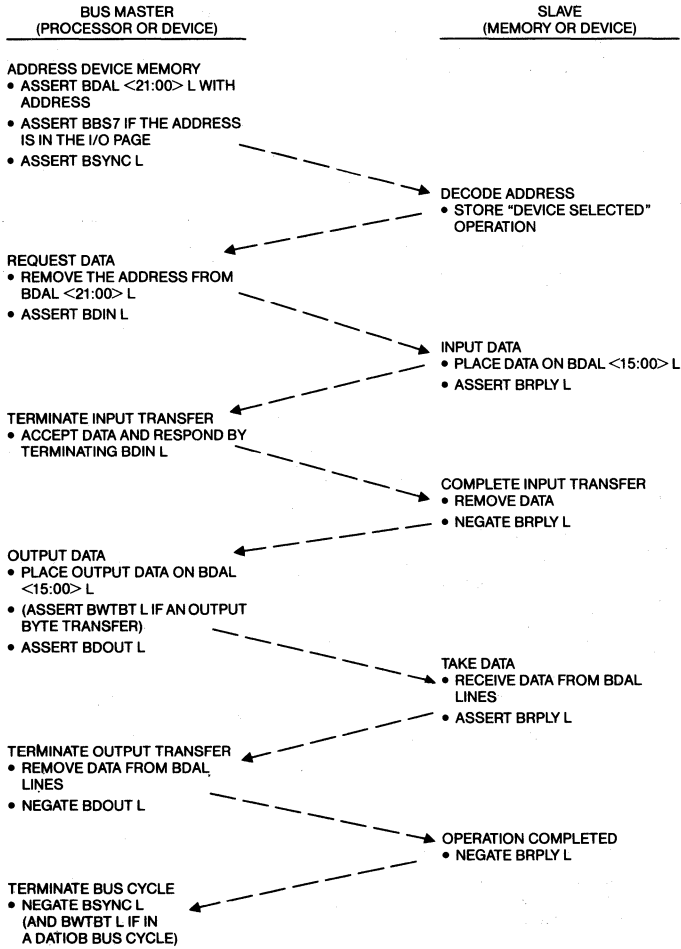 BUS MASTER
(PROCESSOR OR DEVICE)
SLAVE
(MEMORY OR DEVICE)
ADDRESS DEVICE MEMORY
• ASSERT BDAL <21:00> L WITH
ADDRESS
• ASSERT BBS7 IF THE ADDRESS
IS IN THE I/O PAGE
• ASSERT BSYNC L
DECODE ADDRESS
• STORE “DEVICE SELECTED”
OPERATION
REQUEST DATA
• REMOVE THE ADDRESS FROM
BDAL <21:00> L
• ASSERT BDIN L
INPUT DATA
• PLACE DATA ON BDAL <15:00> L
• ASSERT BRPLY L
TERMINATE INPUT TRANSFER
• ACCEPT DATA AND RESPOND BY
TERMINATING BDIN L
COMPLETE INPUT TRANSFER
• REMOVE DATA
• NEGATE BRPLY L
OUTPUT DATA
• PLACE OUTPUT DATA ON BDAL
<15:00> L
• (ASSERT BWTBT L IF AN OUTPUT
BYTE TRANSFER)
• ASSERT BDOUT L
TAKE DATA
• RECEIVE DATA FROM BDAL
LINES
• ASSERT BRPLY L
TERMINATE OUTPUT TRANSFER
• REMOVE DATA FROM BDAL
LINES
• NEGATE BDOUT L
OPERATION COMPLETED
• NEGATE BRPLY L
TERMINATE BUS CYCLE
• NEGATE BSYNC L
(AND BWTBT L IF IN
A DATIOB BUS CYCLE)